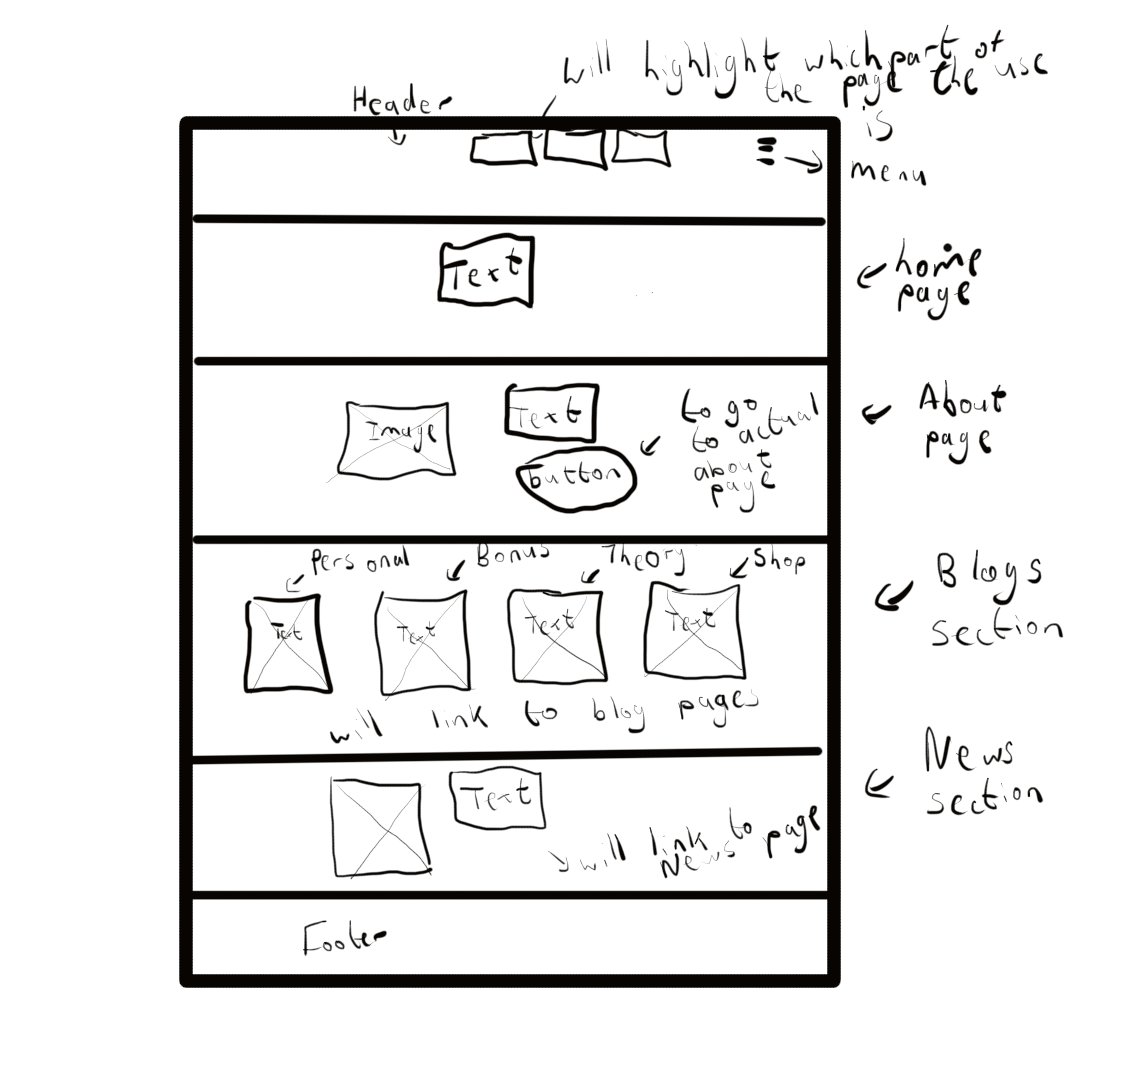 will highlight which part of
the page the use
is
Header
menu
Text
home
page
Image
Text
button
to go
to actual
about
page
About
page
Personal
Bonus
Theory
Shop
Text
Text
Text
Text
will link to blog pages
Blogs
section
Text
will link to
News page
News
section
Footer